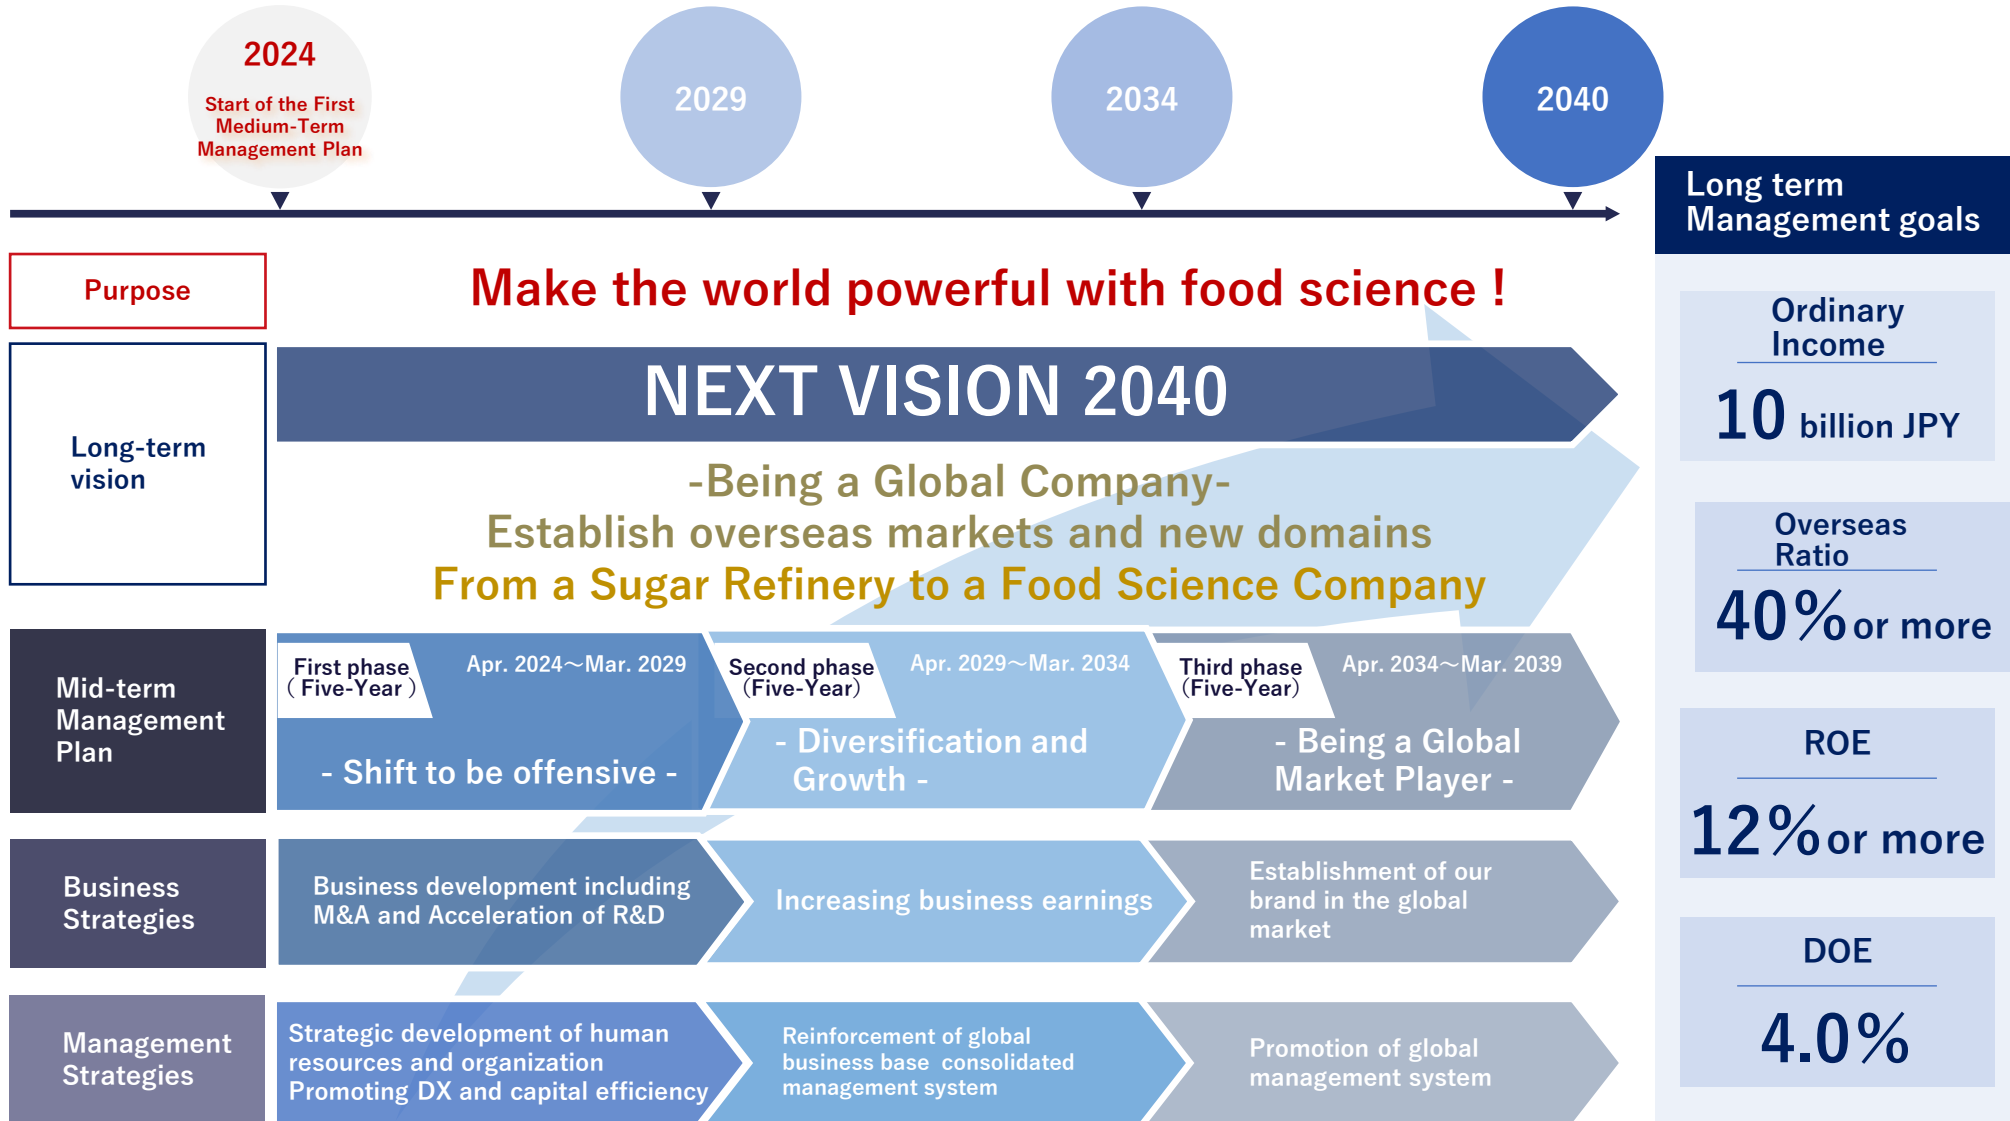 2024
Start of the First
Medium-Term
Management Plan
2029
2034
2040
Long term
Management goals
Purpose
Make the world powerful with food science !
Long-term
vision
NEXT VISION 2040
-Being a Global Company-
Establish overseas markets and new domains
From a Sugar Refinery to a Food Science Company
Ordinary
Income
10 billion JPY
Overseas
Ratio
40%or more
ROE
12%or more
DOE
4.0%
Mid-term
Management
Plan
First phase
（Five-Year）
Apr. 2024～Mar. 2029
- Shift to be offensive -
Second phase
(Five-Year)
Apr. 2029～Mar. 2034
- Diversification and
Growth -
Third phase
(Five-Year)
Apr. 2034～Mar. 2039
- Being a Global
Market Player -
Business
Strategies
Business development including
M&A and Acceleration of R&D
Increasing business earnings
Establishment of our
brand in the global
market
Management
Strategies
Strategic development of human
resources and organization
Promoting DX and capital efficiency
Reinforcement of global
business base consolidated
management system
Promotion of global
management system